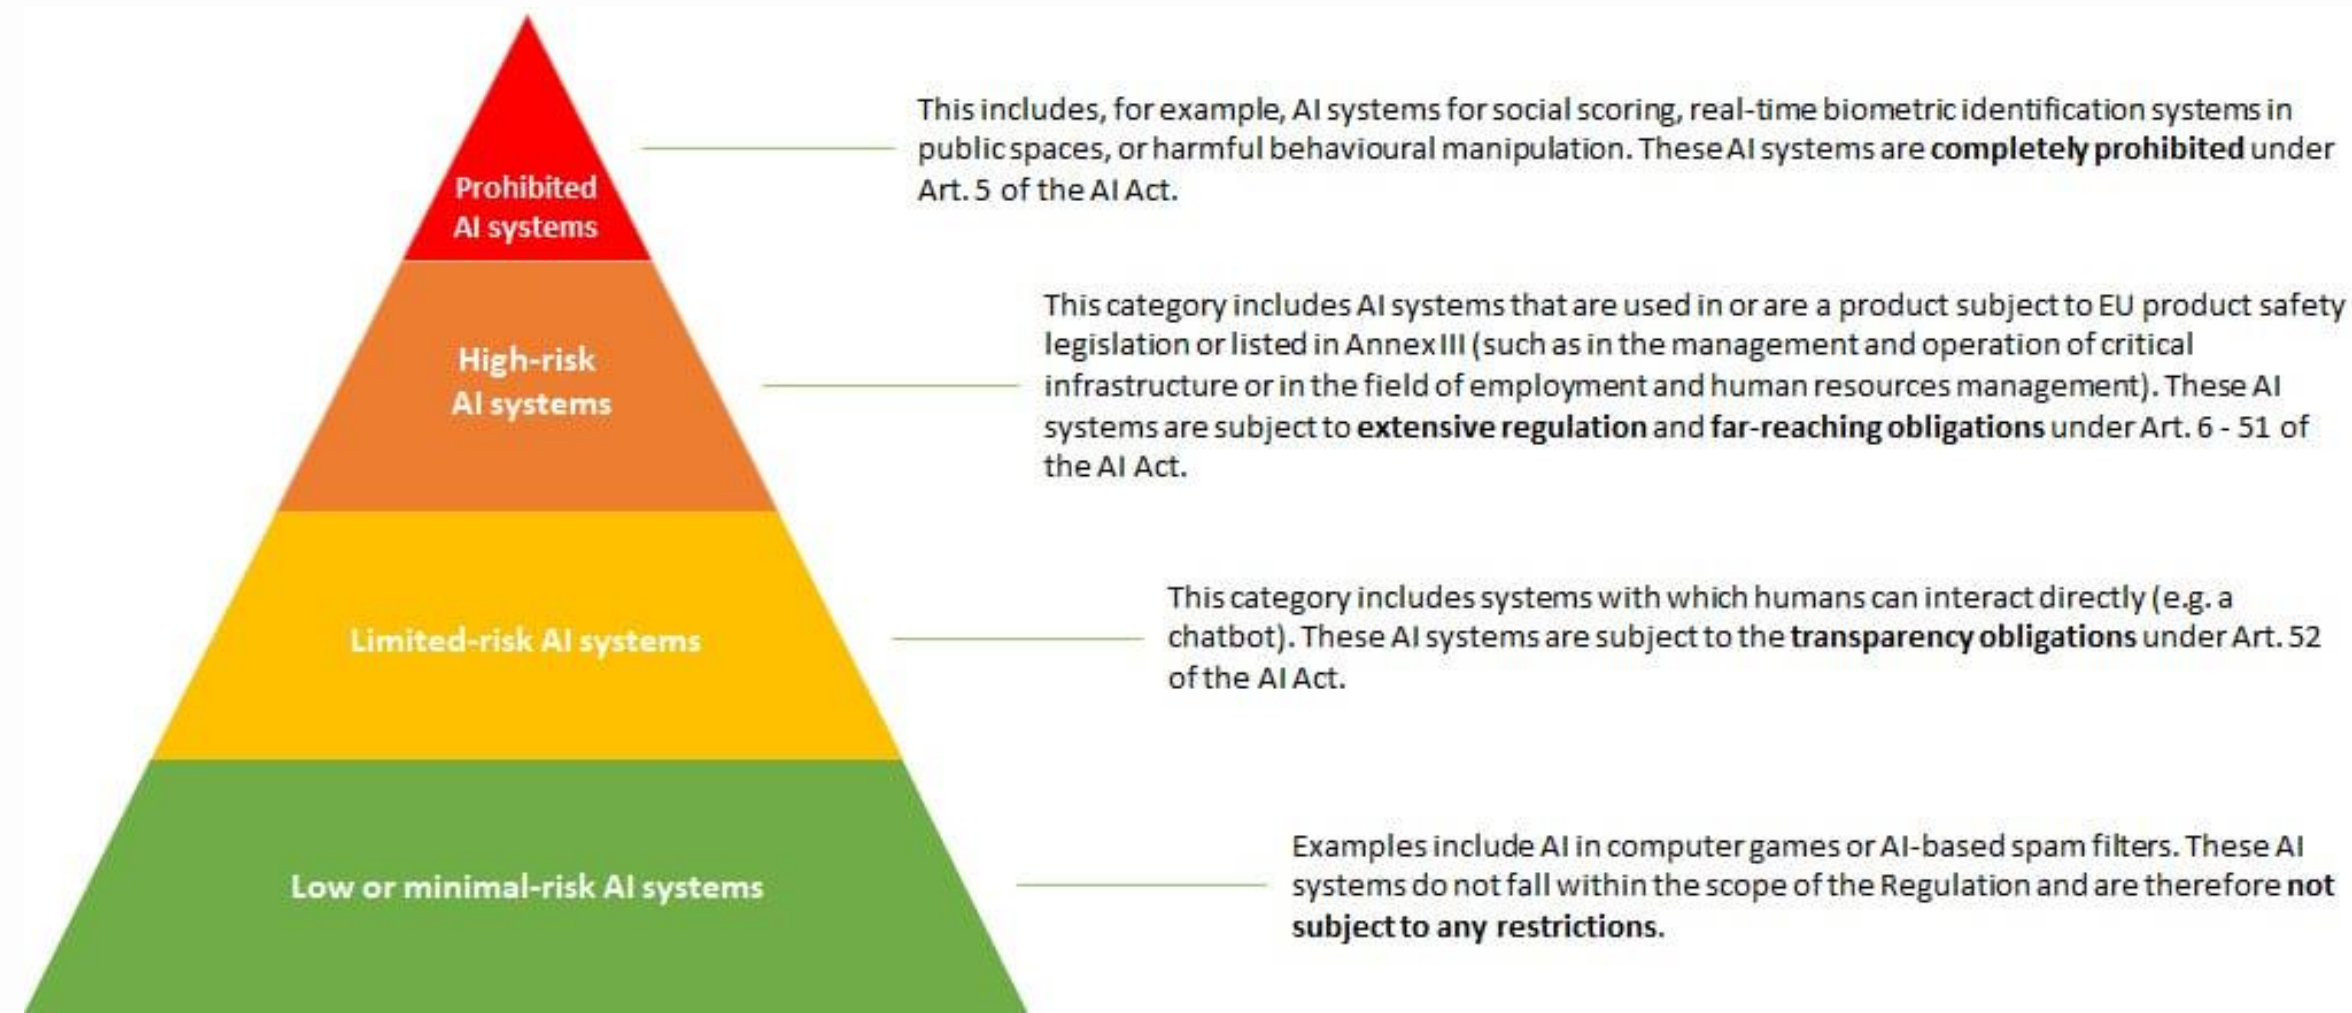 Prohibited
AI systems
This includes, for example, AI systems for social scoring, real-time biometric identification systems in
public spaces, or harmful behavioural manipulation. These AI systems are completely prohibited under
Art. 5 of the AI Act.
High-risk
AI systems
This category includes AI systems that are used in or are a product subject to EU product safety
legislation or listed in Annex III (such as in the management and operation of critical
infrastructure or in the field of employment and human resources management). These AI
systems are subject to extensive regulation and far-reaching obligations under Art. 6 - 51 of
the AI Act.
Limited-risk AI systems
This category includes systems with which humans can interact directly (e.g. a
chatbot). These AI systems are subject to the transparency obligations under Art. 52
of the AI Act.
Low or minimal-risk AI systems
Examples include AI in computer games or AI-based spam filters. These AI
systems do not fall within the scope of the Regulation and are therefore not
subject to any restrictions.